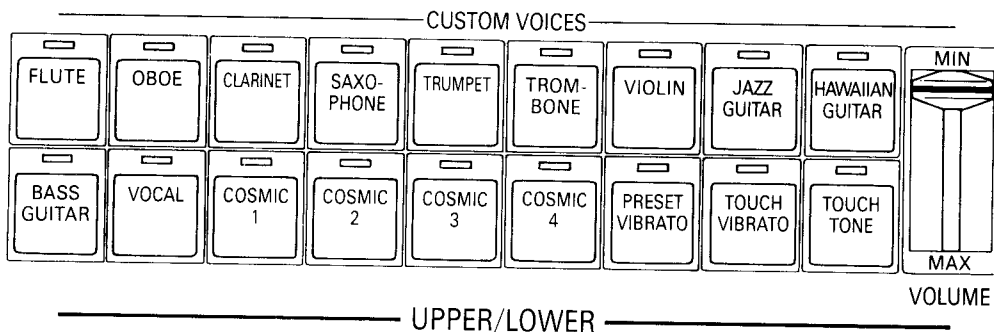 CUSTOM VOICES
FLUTE
OBOE
CLARINET
SAXO-
PHONE
TRUMPET
TROM-
BONE
VIOLIN
JAZZ
GUITAR
HAWAIIAN
GUITAR
MIN
BASS
GUITAR
VOCAL
COSMIC
1
COSMIC
2
COSMIC
3
COSMIC
4
PRESET
VIBRATO
TOUCH
VIBRATO
TOUCH
TONE
MAX
VOLUME
UPPER/LOWER